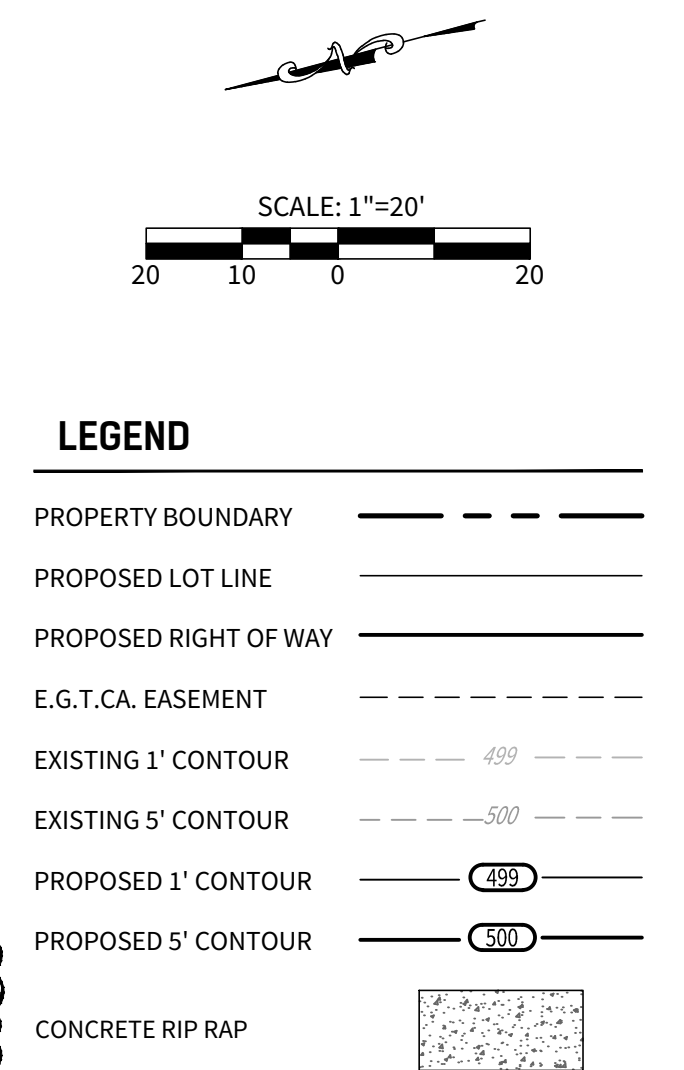 N
SCALE: 1"=20'
20 10 0 20
LEGEND
PROPERTY BOUNDARY
PROPOSED LOT LINE
PROPOSED RIGHT OF WAY
E.G.T.CA. EASEMENT
EXISTING 1' CONTOUR 499
EXISTING 5' CONTOUR 500
PROPOSED 1' CONTOUR 499
PROPOSED 5' CONTOUR 500
CONCRETE RIP RAP